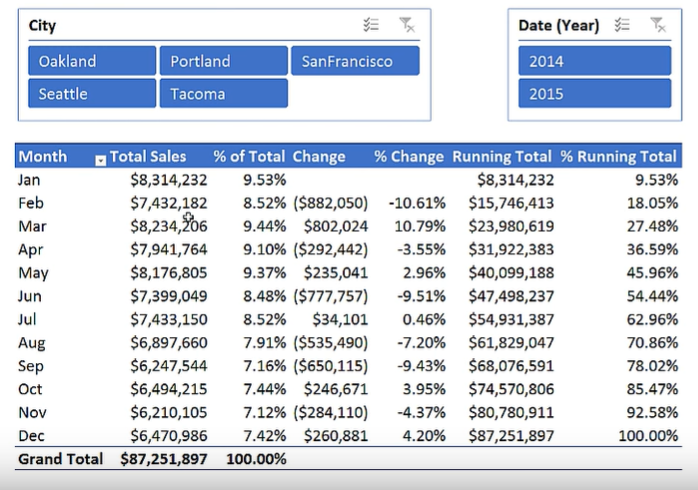 City
Date (Year)
Oakland Portland SanFrancisco
2014
Seattle Tacoma
2015
Month Total Sales % of Total Change % Change Running Total % Running Total
Jan $8,314,232 9.53% $8,314,232 9.53%
Feb $7,432,182 8.52% ($882,050) -10.61% $15,746,413 18.05%
Mar $8,234,206 9.44% $802,024 10.79% $23,980,619 27.48%
Apr $7,941,764 9.10% ($292,442) -3.55% $31,922,383 36.59%
May $8,176,805 9.37% $235,041 2.96% $40,099,188 45.96%
Jun $7,399,049 8.48% ($777,757) -9.51% $47,498,237 54.44%
Jul $7,433,150 8.52% $34,101 0.46% $54,931,387 62.96%
Aug $6,897,660 7.91% ($535,490) -7.20% $61,829,047 70.86%
Sep $6,247,544 7.16% ($650,115) -9.43% $68,076,591 78.02%
Oct $6,494,215 7.44% $246,671 3.95% $74,570,806 85.47%
Nov $6,210,105 7.12% ($284,110) -4.37% $80,780,911 92.58%
Dec $6,470,986 7.42% $260,881 4.20% $87,251,897 100.00%
Grand Total $87,251,897 100.00%